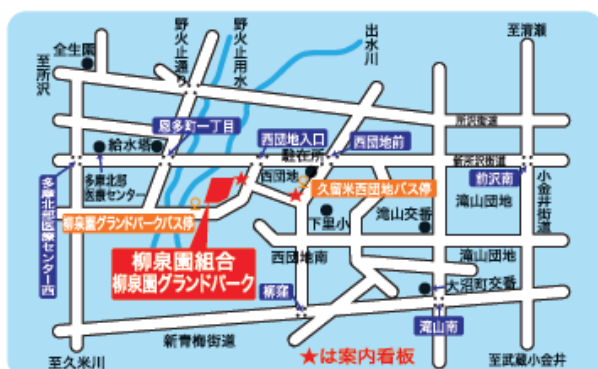 全生園
至所沢
野火止通り
野火止用水
出水川
至清瀬
所沢街道
恩多町一丁目
西団地入口
西団地前
給水塔
駐在所
新所沢街道
多摩北部
医療センター
西団地
久留米西団地バス停
前沢南
小金井街道
多摩北部医療センター西
柳泉園グランドパークバス停
下里小
滝山交番
滝山団地
柳泉園組合
柳泉園グランドパーク
西団地南
滝山団地
柳窪
大沼町交番
新青梅街道
滝山南
★は案内看板
至久米川
至武蔵小金井